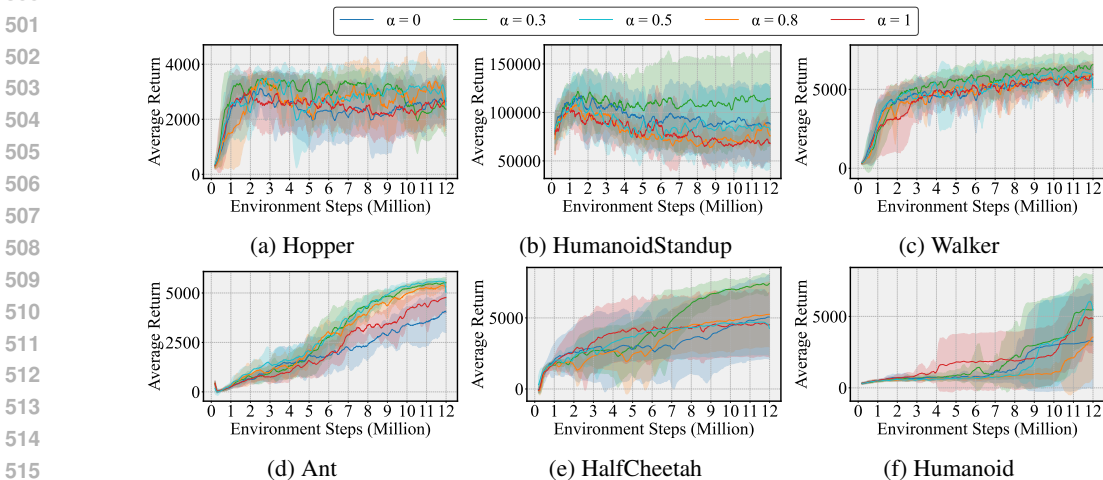 α = 0 α = 0.3 α = 0.5 α = 0.8 α = 1
501
502
503
504
505
506
507
508
509
510
511
512
513
514
515
4000
2000
0
Average Return
0 1 2 3 4 5 6 7 8 9 10 11 12
Environment Steps (Million)
(a) Hopper
150000
100000
50000
Average Return
0 1 2 3 4 5 6 7 8 9 10 11 12
Environment Steps (Million)
(b) HumanoidStandup
5000
0
Average Return
0 1 2 3 4 5 6 7 8 9 10 11 12
Environment Steps (Million)
(c) Walker
5000
2500
0
Average Return
0 1 2 3 4 5 6 7 8 9 10 11 12
Environment Steps (Million)
(d) Ant
5000
0
Average Return
0 1 2 3 4 5 6 7 8 9 10 11 12
Environment Steps (Million)
(e) HalfCheetah
5000
0
Average Return
0 1 2 3 4 5 6 7 8 9 10 11 12
Environment Steps (Million)
(f) Humanoid